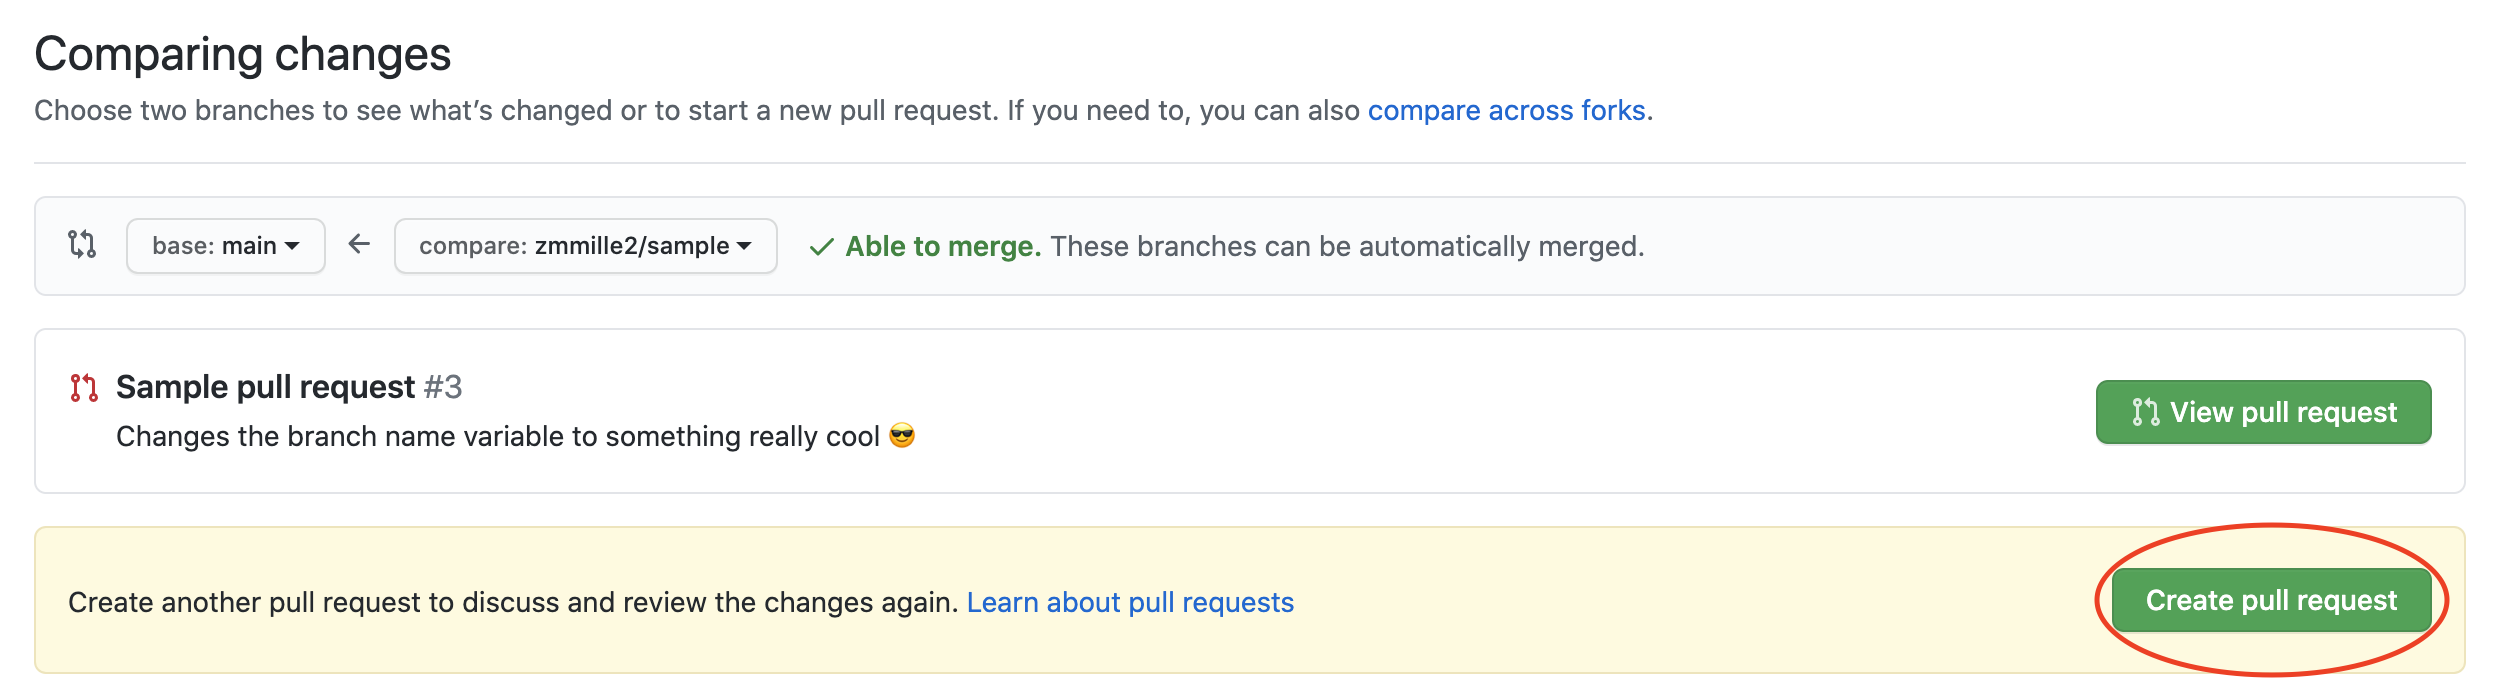 Comparing changes
Choose two branches to see what’s changed or to start a new pull request. If you need to, you can also compare across forks.
base: main compare: zmmille2/sample Able to merge. These branches can be automatically merged.
Sample pull request #3
Changes the branch name variable to something really cool 😎
View pull request
Create another pull request to discuss and review the changes again. Learn about pull requests
Create pull request